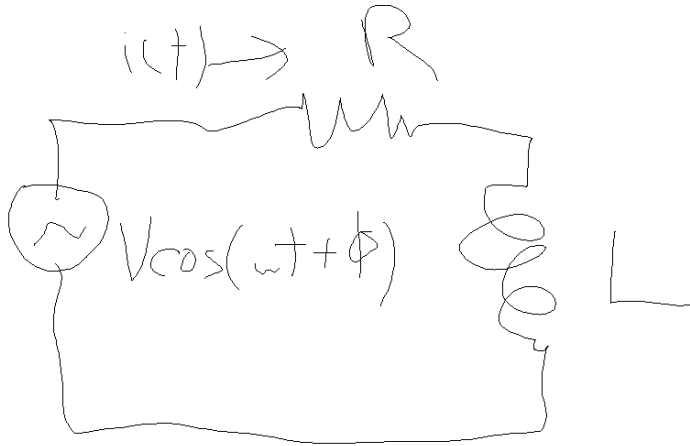 i(t) → R
Vcos(ωt+ϕ)
L